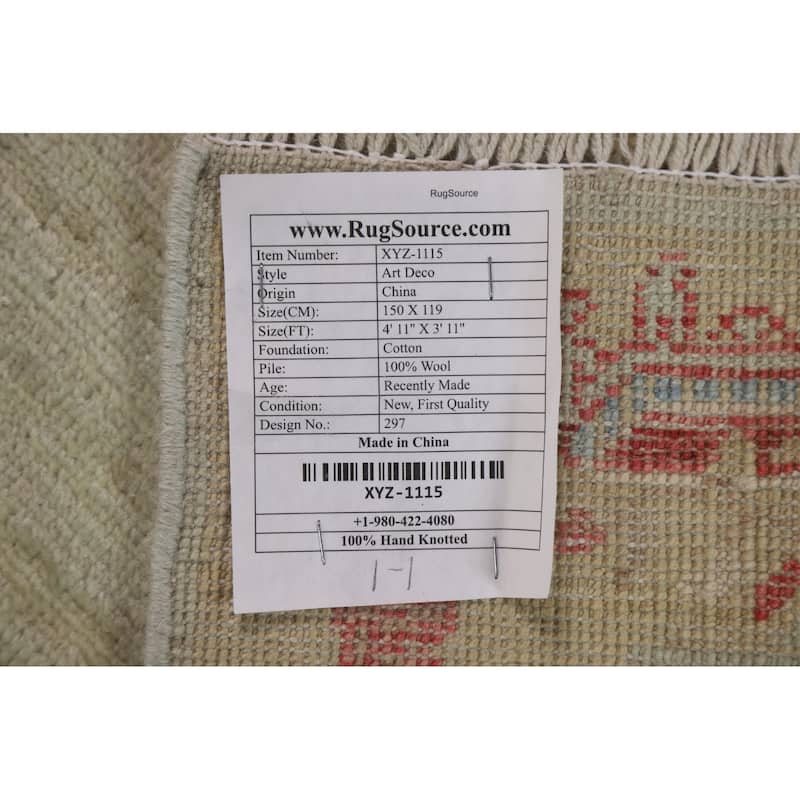 RugSource
www.RugSource.com
Item Number: XYZ-1115
Style Art Deco
Origin China
Size(CM): 150 X 119
Size(FT): 4' 11" X 3' 11"
Foundation: Cotton
Pile: 100% Wool
Age: Recently Made
Condition: New, First Quality
Design No.: 297
Made in China
XYZ-1115
+1-980-422-4080
100% Hand Knotted
1-1